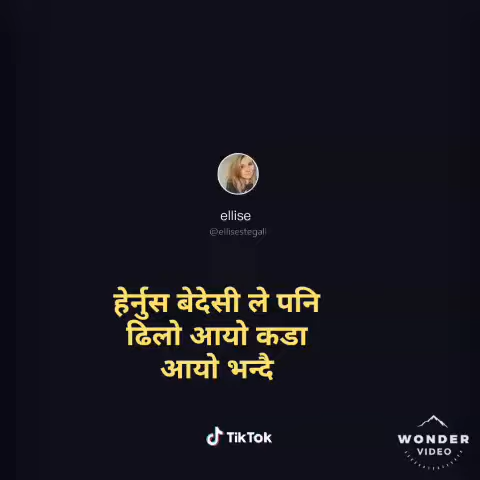 ellise
@ellisestegall
हेर्नुस बेदेसी ले पनि
ढिलो आयो कडा
आयो भन्दै
TikTok
WONDER
VIDEO